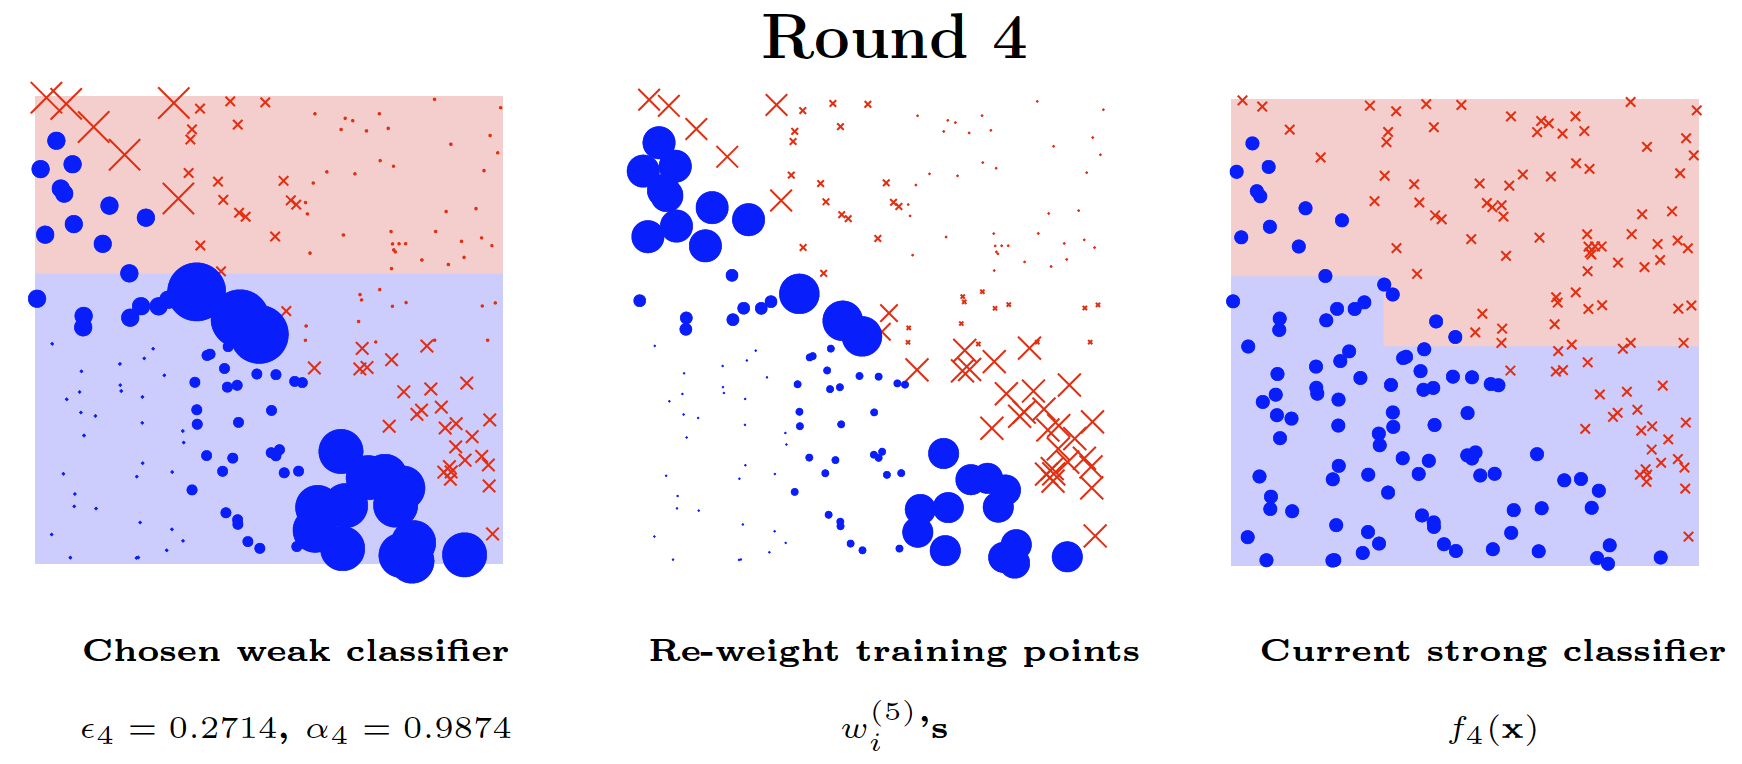 Round 4
Chosen weak classifier
Re-weight training points
Current strong classifier
ϵ₄ = 0.2714, α₄ = 0.9874
wᵢ⁽⁵⁾'s
f₄(x)